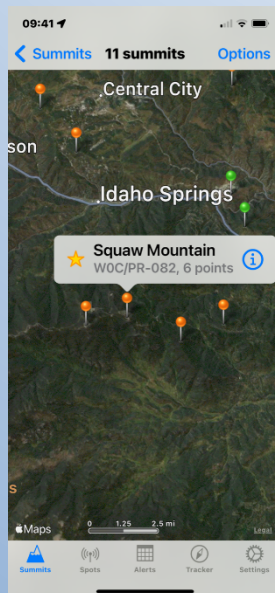 09:41
Summits
11 summits
Options
Central City
son
Idaho Springs
Squaw Mountain
W0C/PR-082, 6 points
s
Maps
0 1.25 2.5 mi
Legal
Summits
Spots
Alerts
Tracker
Settings